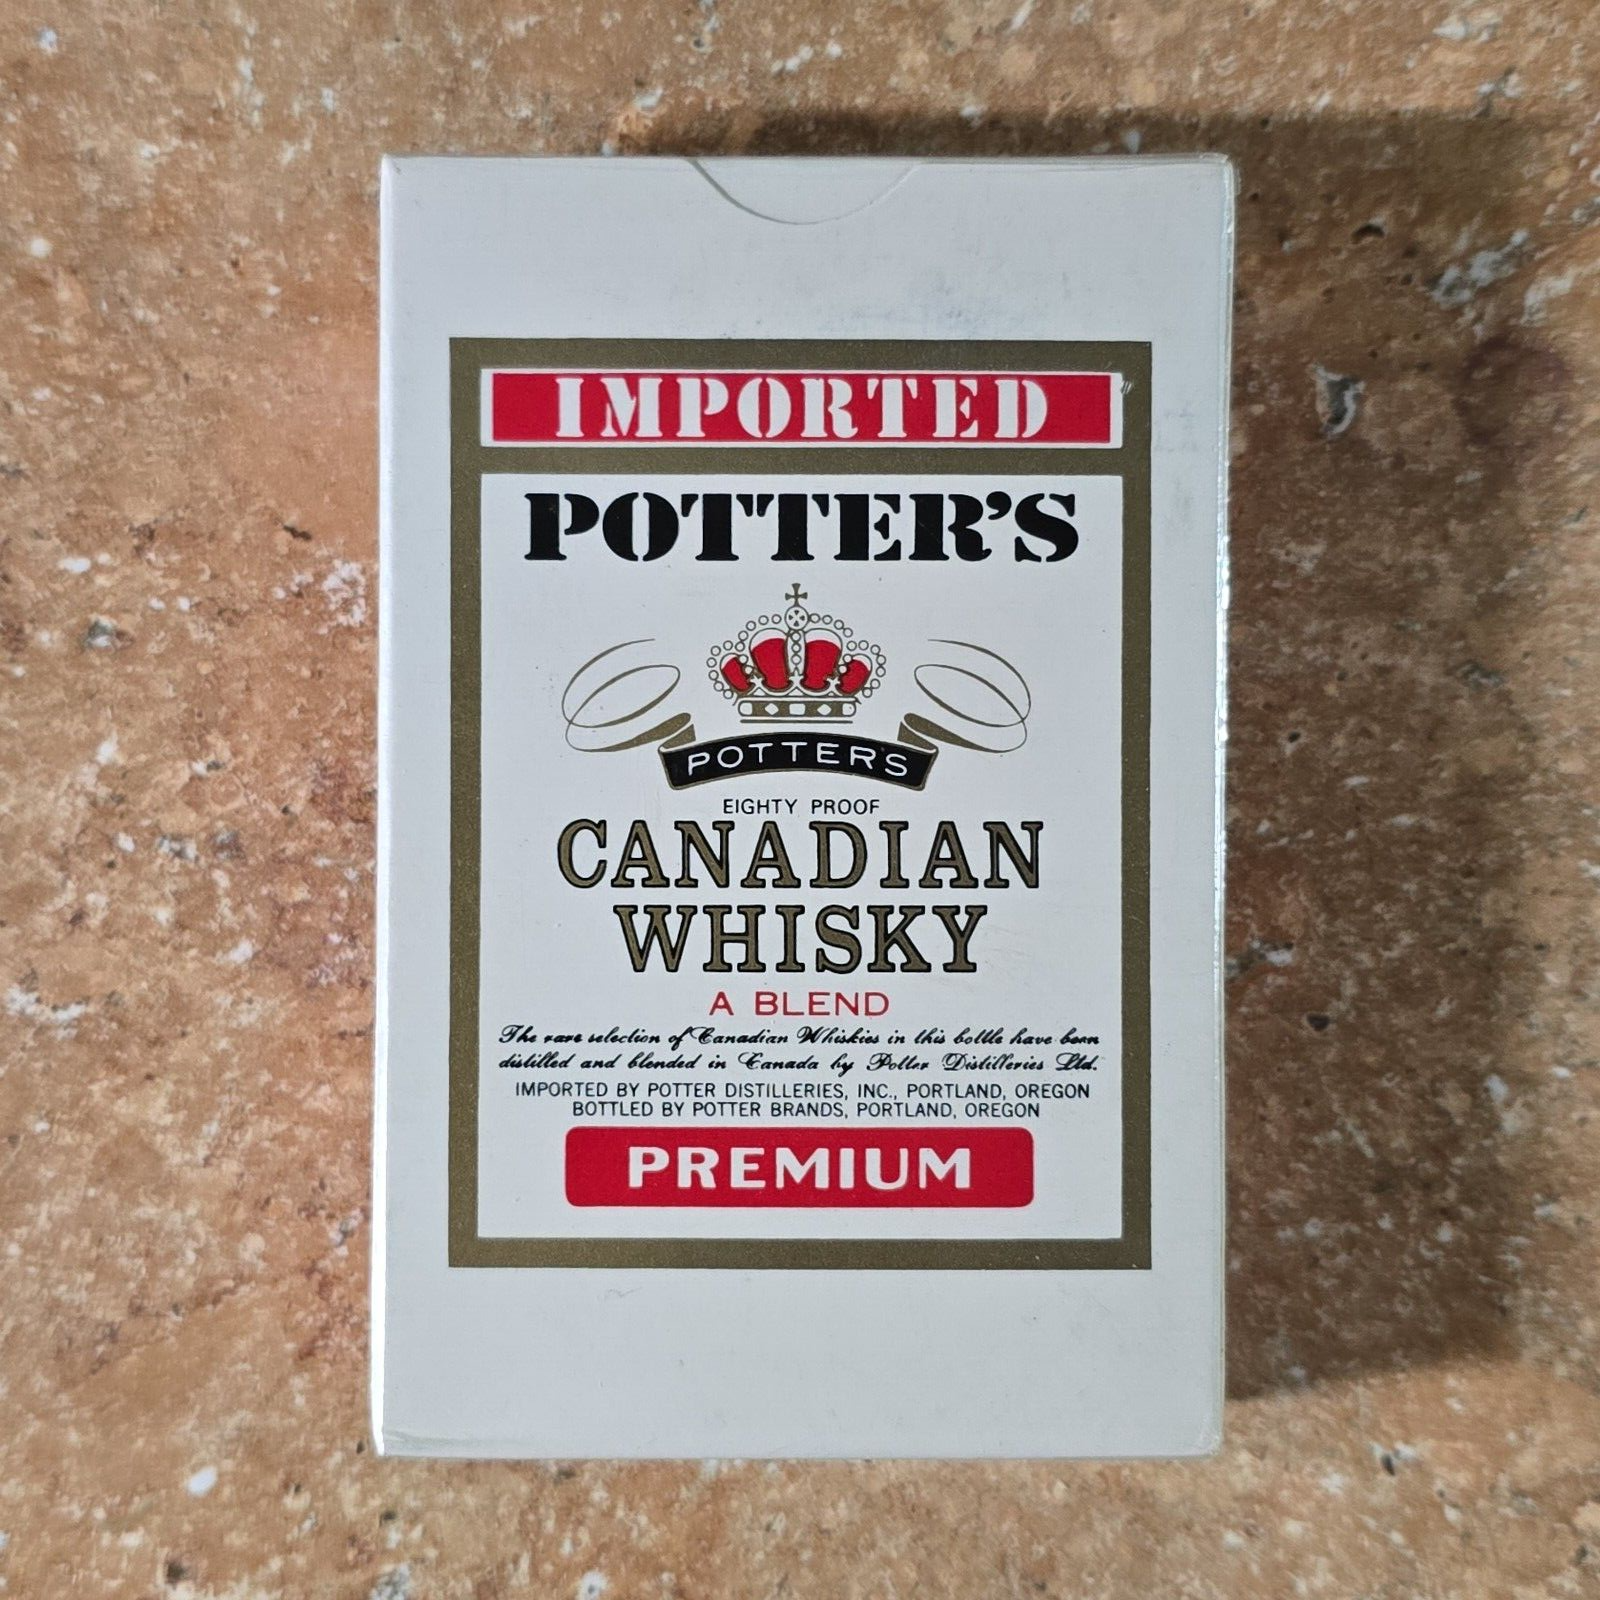 IMPORTED
POTTER'S
POTTER'S
EIGHTY PROOF
CANADIAN
WHISKY
A BLEND
The rare selection of Canadian Whiskies in this bottle have been
distilled and blended in Canada by Potter Distilleries Ltd.
IMPORTED BY POTTER DISTILLERIES, INC., PORTLAND, OREGON
BOTTLED BY POTTER BRANDS, PORTLAND, OREGON
PREMIUM